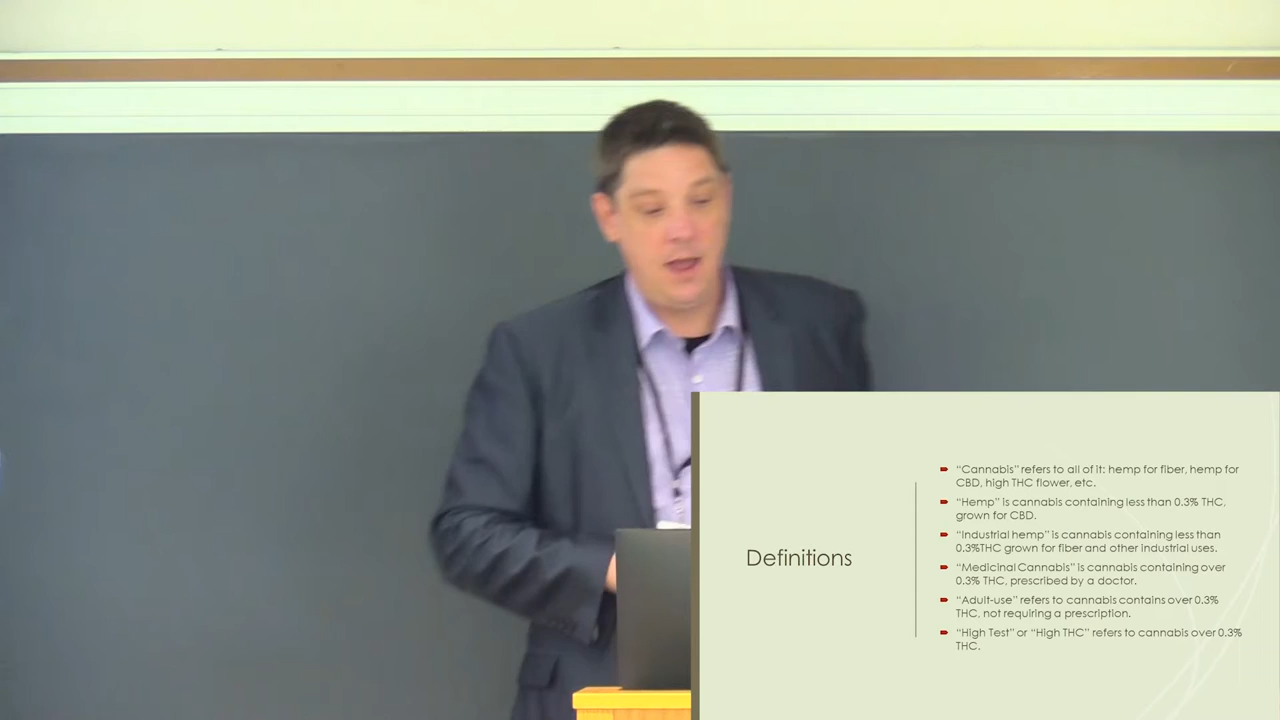 Definitions
“Cannabis” refers to all of it: hemp for fiber, hemp for
CBD, high THC flower, etc.
“Hemp” is cannabis containing less than 0.3% THC,
grown for CBD.
“Industrial hemp” is cannabis containing less than
0.3%THC grown for fiber and other industrial uses.
“Medicinal Cannabis” is cannabis containing over
0.3% THC, prescribed by a doctor.
“Adult-use” refers to cannabis contains over 0.3%
THC, not requiring a prescription.
“High Test” or “High THC” refers to cannabis over 0.3%
THC.